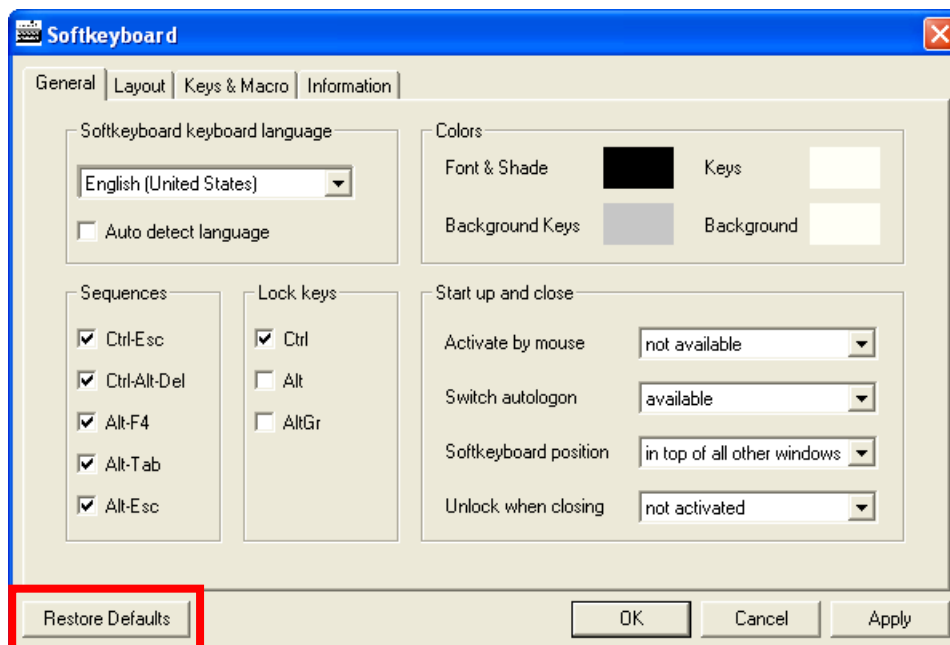 Softkeyboard
General Layout Keys & Macro Information
Softkeyboard keyboard language
English (United States)
Auto detect language
Colors
Font & Shade Keys
Background Keys Background
Sequences
Ctrl-Esc
Ctrl-Alt-Del
Alt-F4
Alt-Tab
Alt-Esc
Lock keys
Ctrl
Alt
AltGr
Start up and close
Activate by mouse not available
Switch autologon available
Softkeyboard position in top of all other windows
Unlock when closing not activated
Restore Defaults OK Cancel Apply